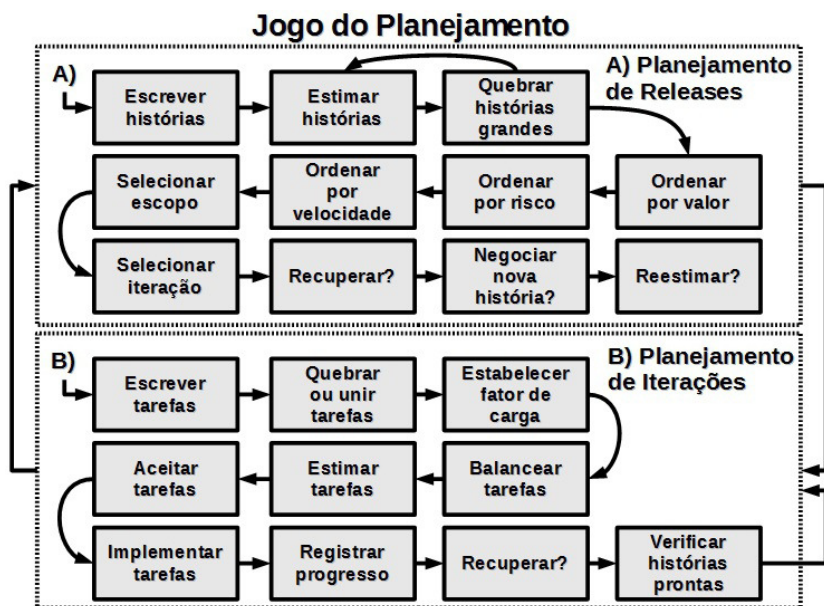 Jogo do Planejamento
A)
Escrever
histórias
Estimar
histórias
Quebrar
histórias
grandes
A) Planejamento
de Releases
Selecionar
escopo
Ordenar
por
velocidade
Ordenar
por risco
Ordenar
por valor
Selecionar
iteração
Recuperar?
Negociar
nova
história?
Reestimar?
B)
Escrever
tarefas
Quebrar
ou unir
tarefas
Estabelecer
fator de
carga
B) Planejamento
de Iterações
Aceitar
tarefas
Estimar
tarefas
Balancear
tarefas
Implementar
tarefas
Registrar
progresso
Recuperar?
Verificar
histórias
prontas